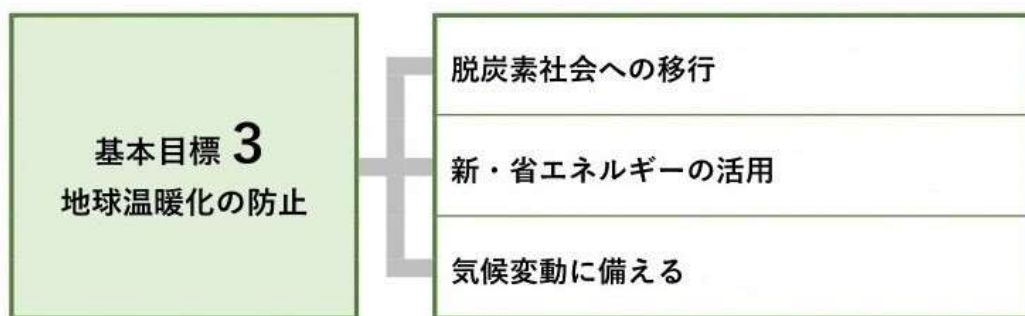 基本目標 3
地球温暖化の防止
脱炭素社会への移行
新・省エネルギーの活用
気候変動に備える